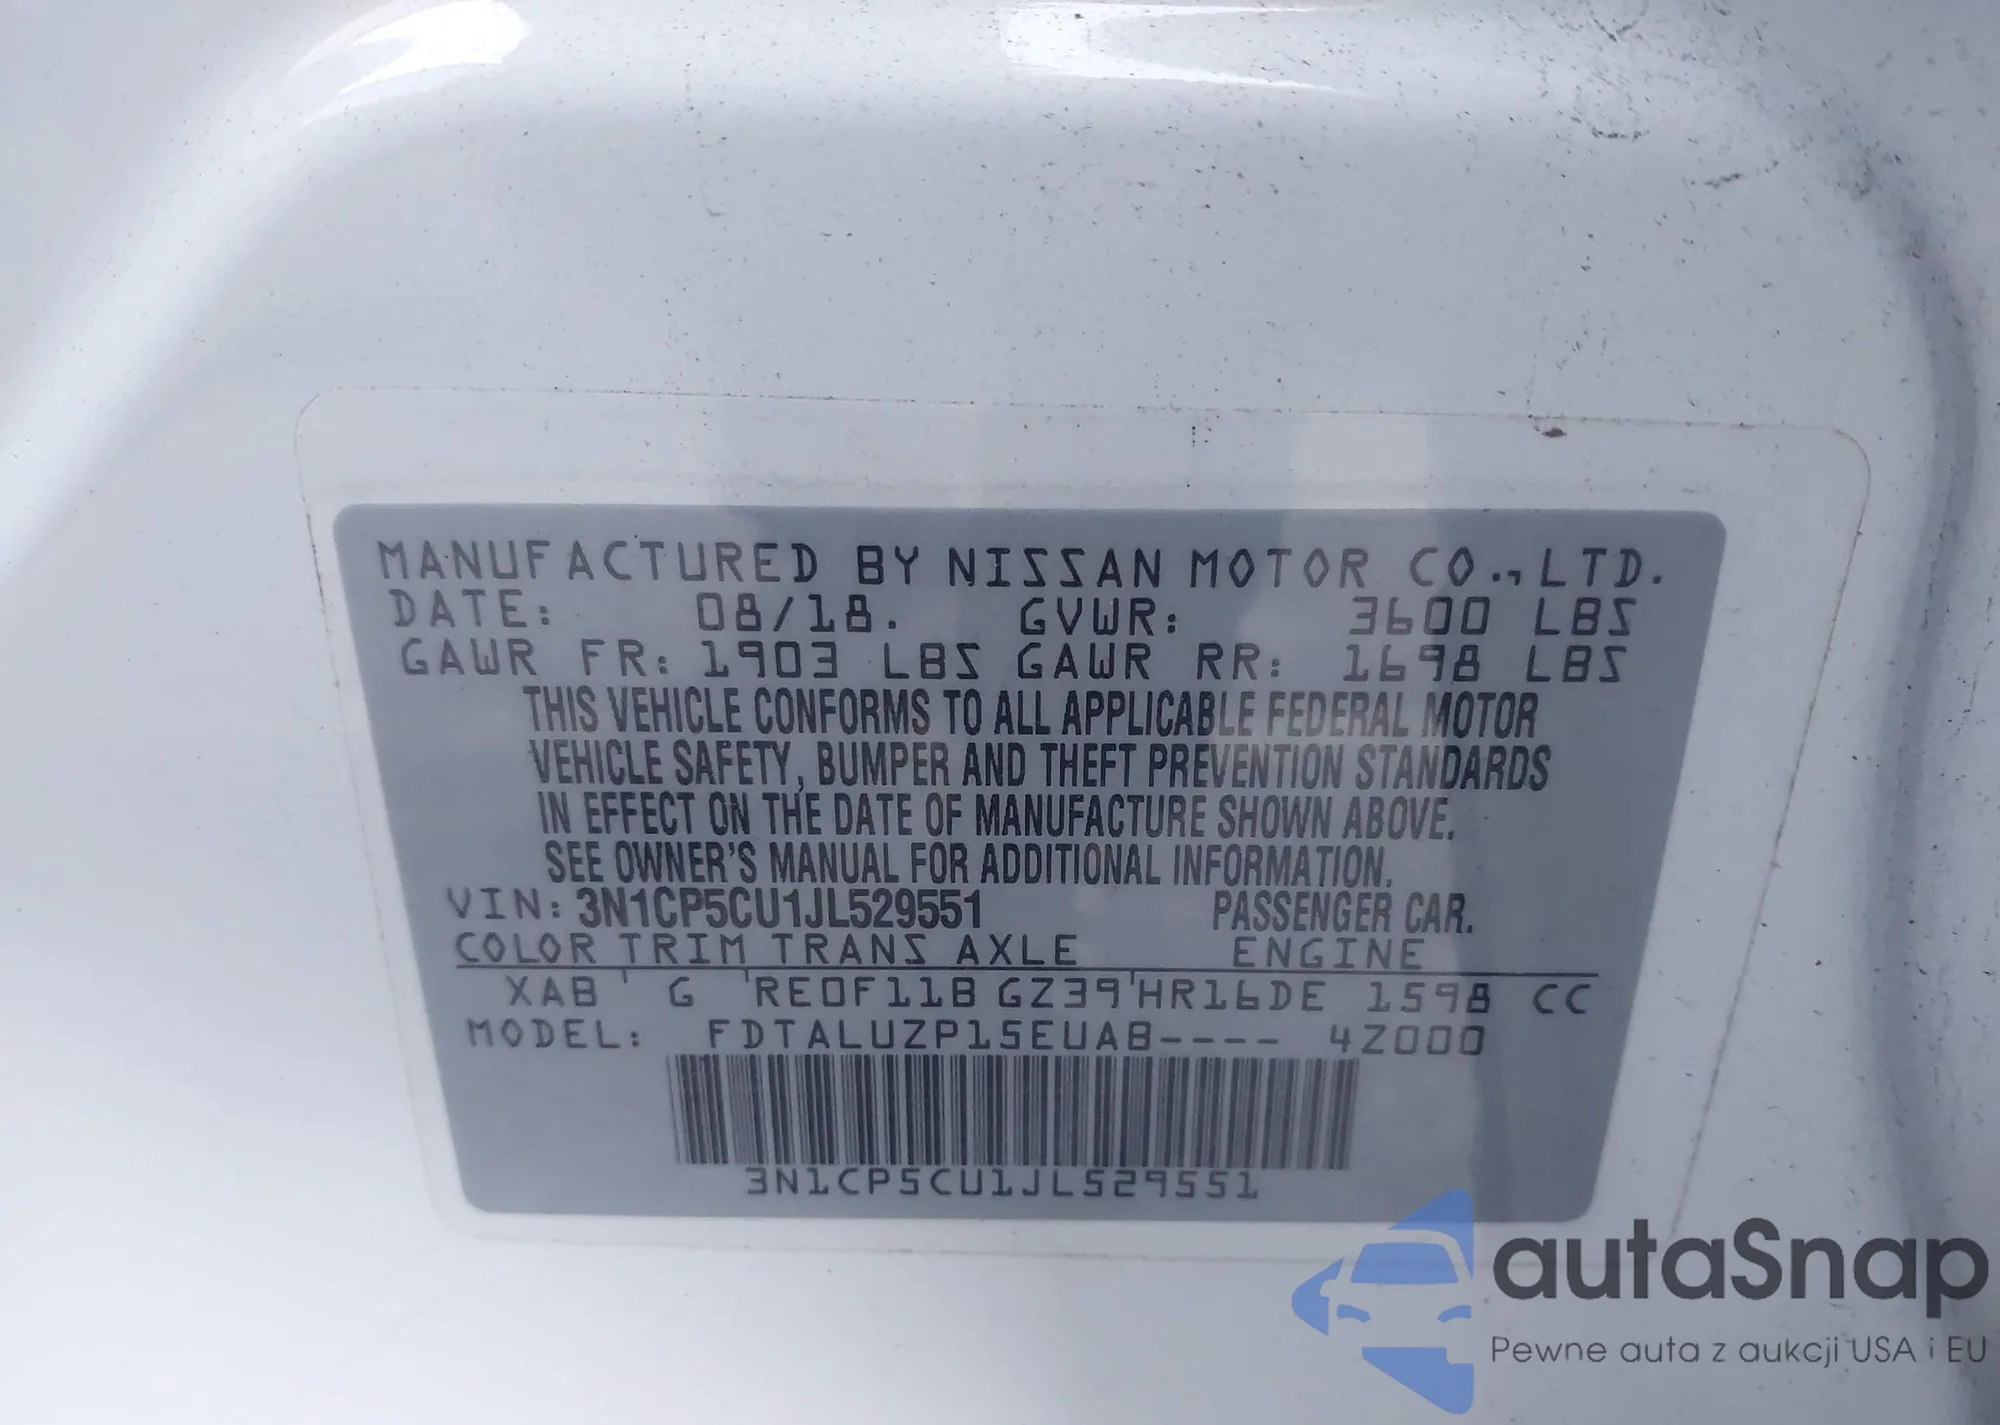 MANUFACTURED BY NISSAN MOTOR CO., LTD.
DATE: 08/18. GVWR: 3600 LBS
GAWR FR: 1903 LBS GAWR RR: 1698 LBS
THIS VEHICLE CONFORMS TO ALL APPLICABLE FEDERAL MOTOR
VEHICLE SAFETY, BUMPER AND THEFT PREVENTION STANDARDS
IN EFFECT ON THE DATE OF MANUFACTURE SHOWN ABOVE.
SEE OWNER'S MANUAL FOR ADDITIONAL INFORMATION.
VIN: 3N1CP5CU1JL529551 PASSENGER CAR.
COLOR TRIM TRANS AXLE ENGINE
XAB ' G 'RE0F11B GZ39'HR16DE 1598 CC
MODEL: FDTALUZP15EUAB---- 4Z000
3N1CP5CU1JL529551
autaSnap
Pewne auta z aukcji USA i EU